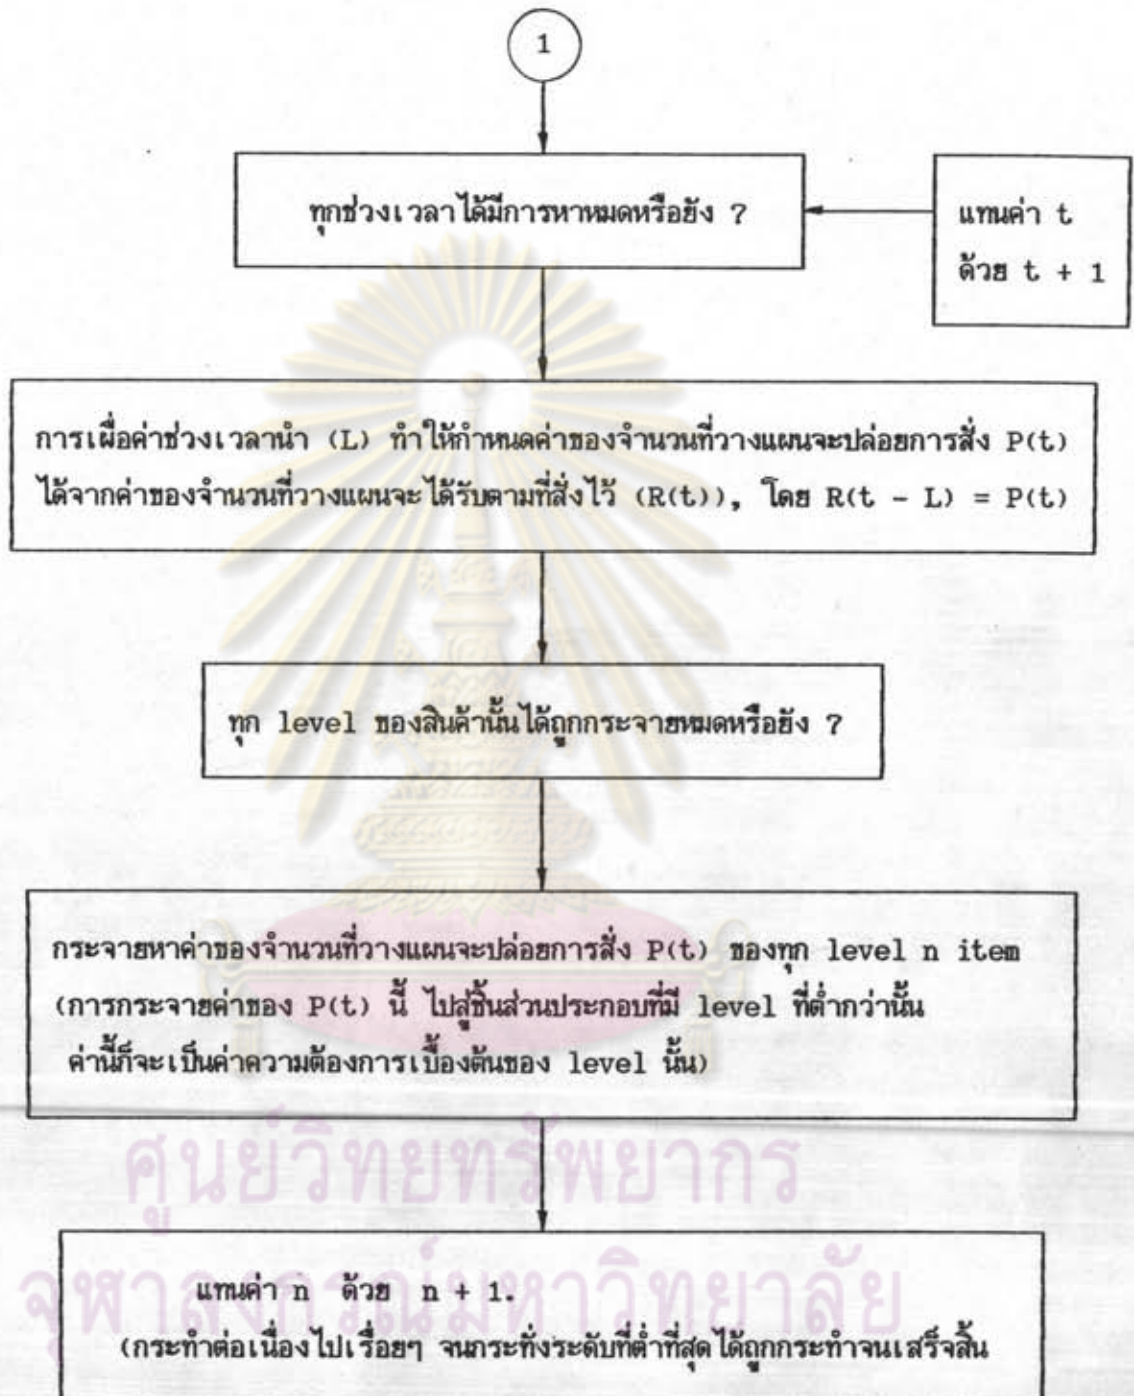 1
ทุกช่วงเวลาได้มีการหาหมดหรือยัง ?
แทนค่า t
ด้วย t + 1
การเผื่อค่าช่วงเวลานำ (L) ทำให้กำหนดค่าของจำนวนที่วางแผนจะปล่อยการสั่ง P(t)
ได้จากค่าของจำนวนที่วางแผนจะได้รับตามที่สั่งไว้ (R(t)), โดย R(t - L) = P(t)
ทุก level ของสินค้านั้นได้ถูกกระจายหมดหรือยัง ?
กระจายหาค่าของจำนวนที่วางแผนจะปล่อยการสั่ง P(t) ของทุก level n item
(การกระจายค่าของ P(t) นี้ ไปสู่ชิ้นส่วนประกอบที่มี level ที่ต่ำกว่านั้น
ค่านี้ก็จะเป็นค่าความต้องการเบื้องต้นของ level นั้น)
ศูนย์วิทยทรัพยากร
จุฬาลงกรณ์มหาวิทยาลัย
แทนค่า n ด้วย n + 1.
(กระทำต่อเนื่องไปเรื่อยๆ จนกระทั่งระดับที่ต่ำที่สุดได้ถูกกระทำจนเสร็จสิ้น